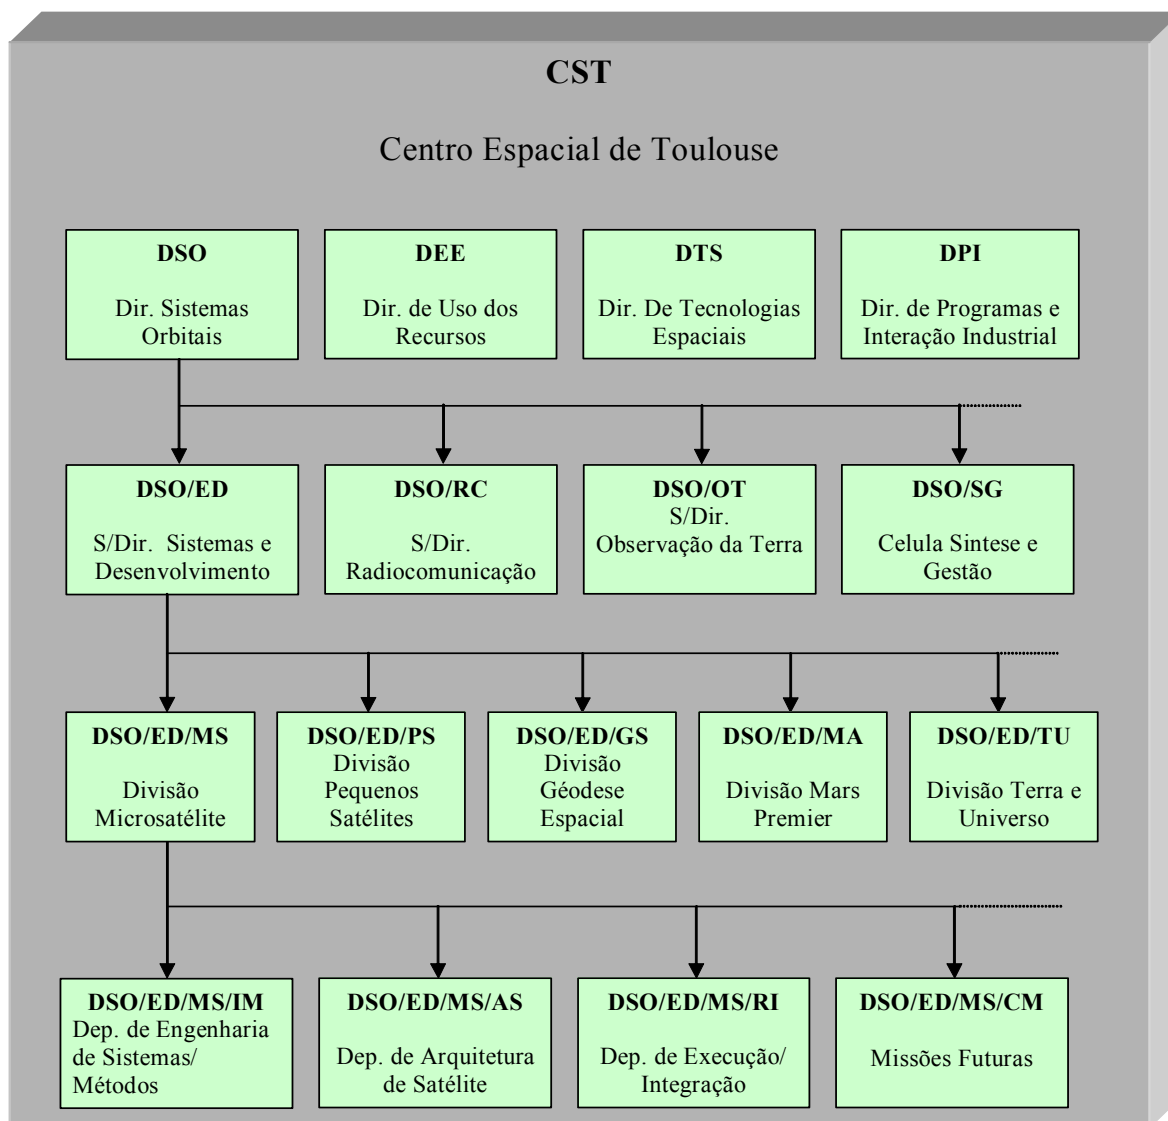 CST
Centro Espacial de Toulouse
DSO
Dir. Sistemas
Orbitais
DEE
Dir. de Uso dos
Recursos
DTS
Dir. De Tecnologias
Espaciais
DPI
Dir. de Programas e
Interação Industrial
DSO/ED
S/Dir. Sistemas e
Desenvolvimento
DSO/RC
S/Dir.
Radiocomunicação
DSO/OT
S/Dir.
Observação da Terra
DSO/SG
Celula Sintese e
Gestão
DSO/ED/MS
Divisão
Microsatélite
DSO/ED/PS
Divisão
Pequenos
Satélites
DSO/ED/GS
Divisão
Géodese
Espacial
DSO/ED/MA
Divisão Mars
Premier
DSO/ED/TU
Divisão Terra e
Universo
DSO/ED/MS/IM
Dep. de Engenharia
de Sistemas/
Métodos
DSO/ED/MS/AS
Dep. de Arquitetura
de Satélite
DSO/ED/MS/RI
Dep. de Execução/
Integração
DSO/ED/MS/CM
Missões Futuras